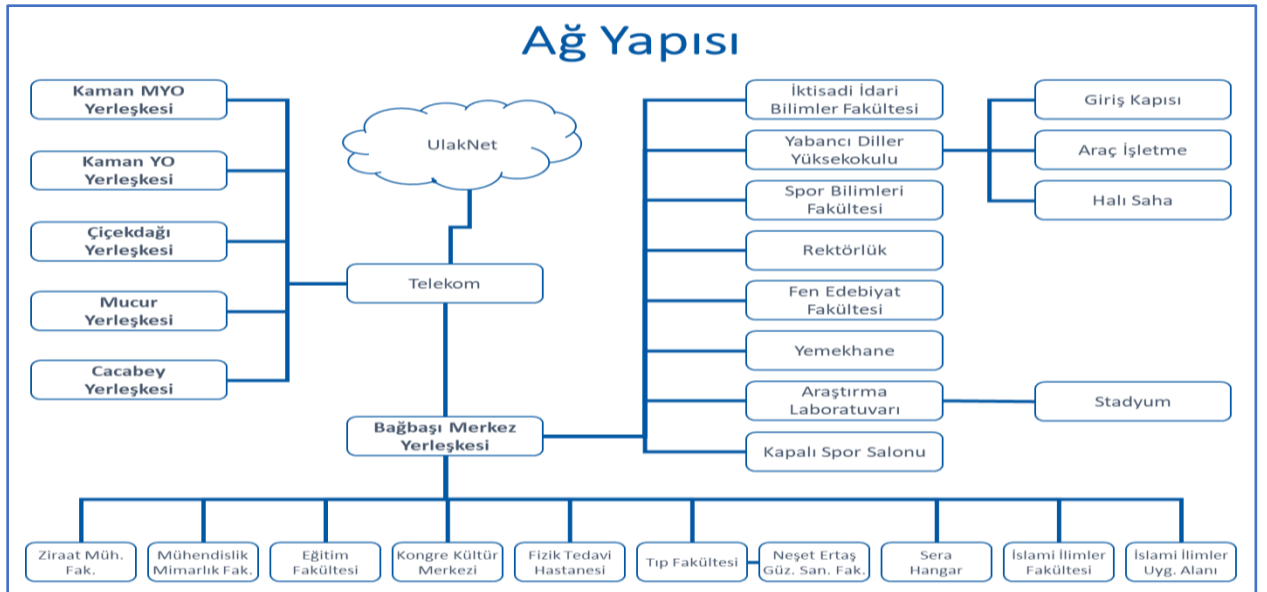 Ağ Yapısı
Kaman MYO
Yerleşkesi
Kaman YO
Yerleşkesi
Çiçekdağı
Yerleşkesi
Mucur
Yerleşkesi
Cacabey
Yerleşkesi
UlakNet
Telekom
Bağbaşı Merkez
Yerleşkesi
İktisadi İdari
Bilimler Fakültesi
Yabancı Diller
Yüksekokulu
Spor Bilimleri
Fakültesi
Rektörlük
Fen Edebiyat
Fakültesi
Yemekhane
Araştırma
Laboratuvarı
Kapalı Spor Salonu
Giriş Kapısı
Araç İşletme
Halı Saha
Stadyum
Ziraat Müh.
Fak.
Mühendislik
Mimarlık Fak.
Eğitim
Fakültesi
Kongre Kültür
Merkezi
Fizik Tedavi
Hastanesi
Tıp Fakültesi
Neşet Ertaş
Güz. San. Fak.
Sera
Hangar
İslami İlimler
Fakültesi
İslami İlimler
Uyg. Alanı